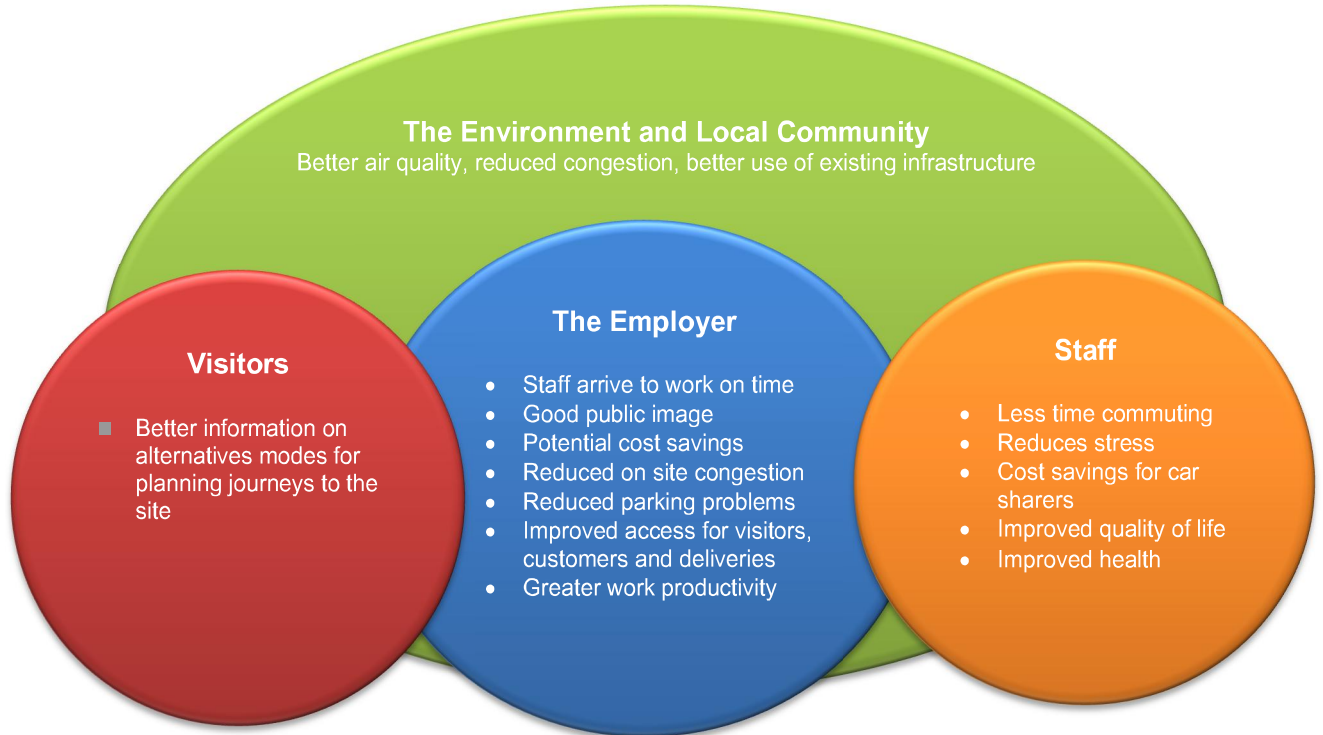 The Environment and Local Community
Better air quality, reduced congestion, better use of existing infrastructure
Visitors
Better information on
alternatives modes for
planning journeys to the
site
The Employer
Staff arrive to work on time
Good public image
Potential cost savings
Reduced on site congestion
Reduced parking problems
Improved access for visitors,
customers and deliveries
Greater work productivity
Staff
Less time commuting
Reduces stress
Cost savings for car
sharers
Improved quality of life
Improved health